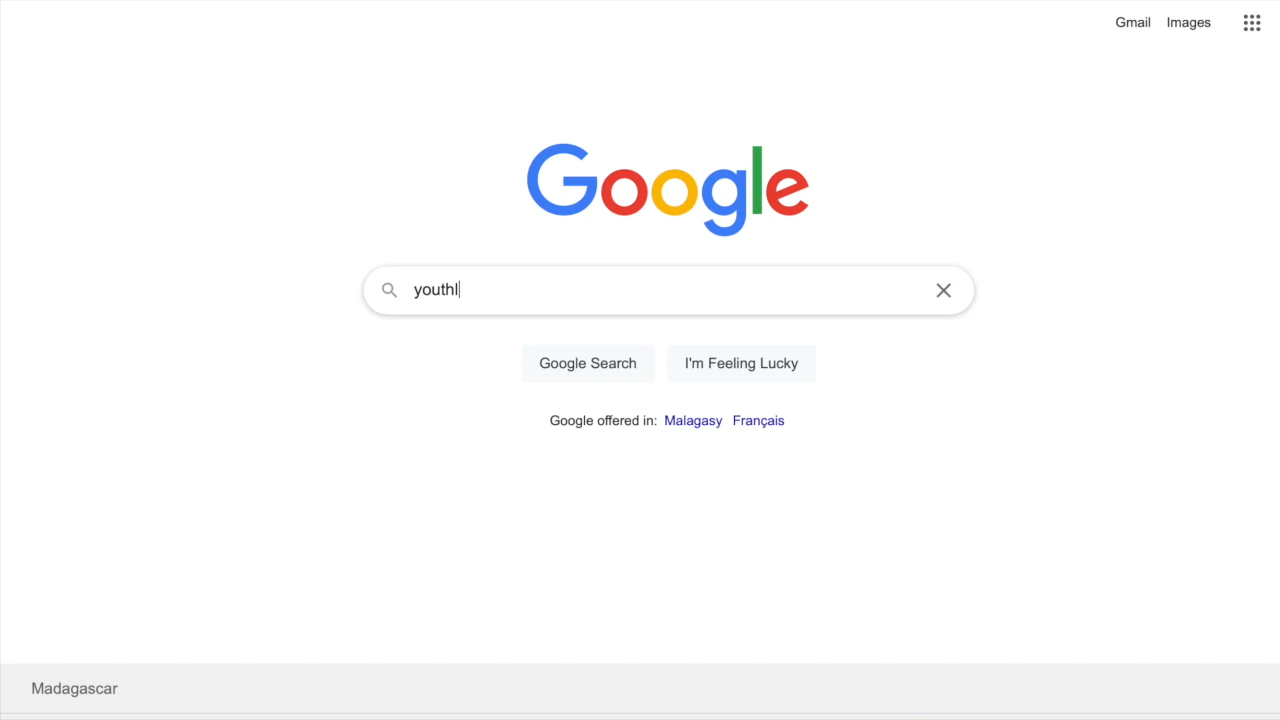 Gmail Images
Google
youthl
Google Search I'm Feeling Lucky
Google offered in: Malagasy Français
Madagascar